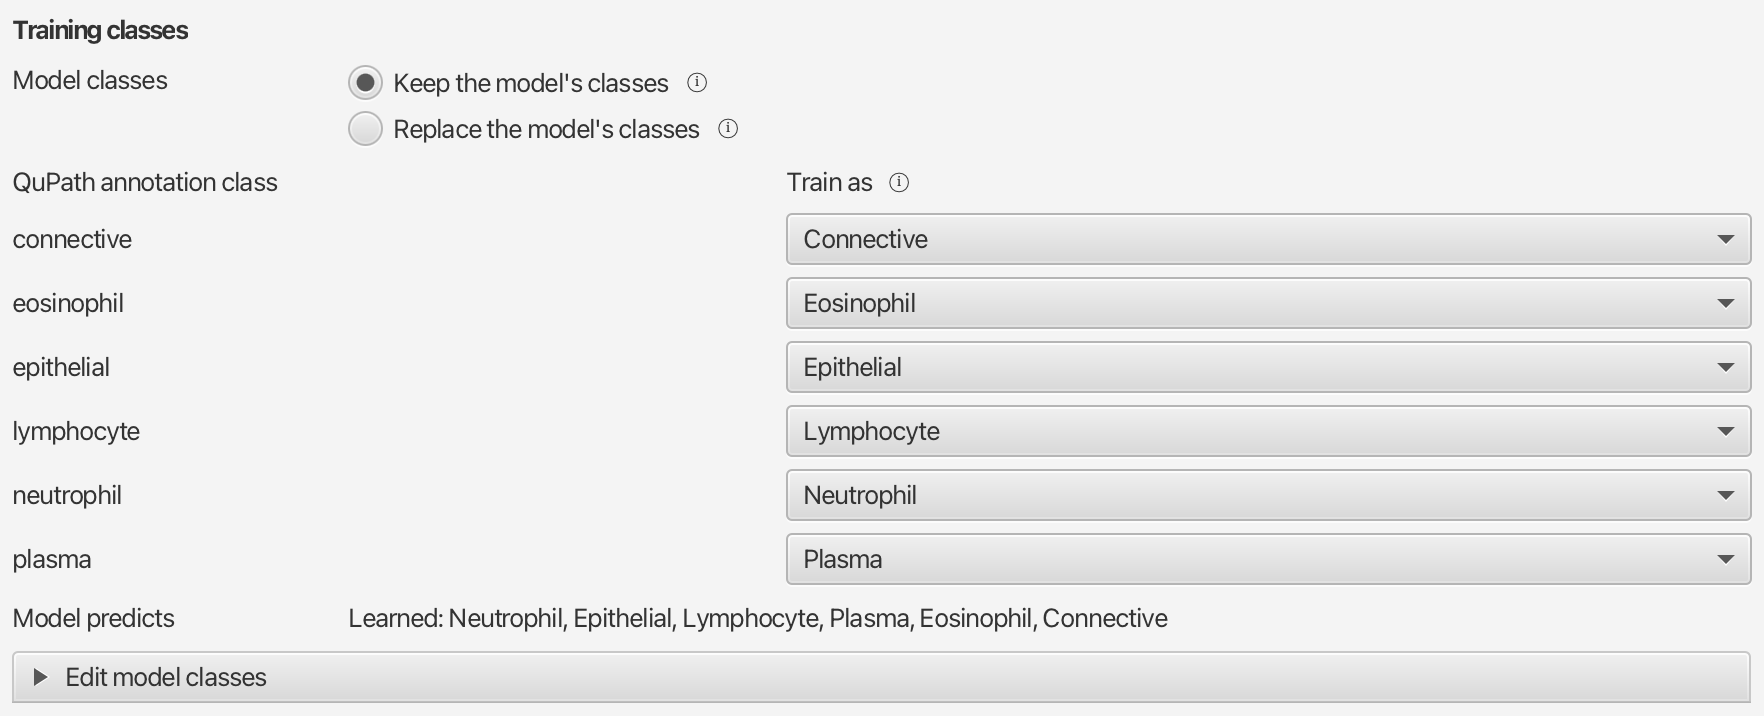 Training classes
Model classes
Keep the model's classes
Replace the model's classes
QuPath annotation class Train as
connective Connective
eosinophil Eosinophil
epithelial Epithelial
lymphocyte Lymphocyte
neutrophil Neutrophil
plasma Plasma
Model predicts Learned: Neutrophil, Epithelial, Lymphocyte, Plasma, Eosinophil, Connective
Edit model classes